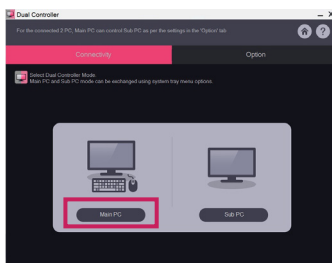 Dual Controller
For the connected 2 PC, Main PC can control Sub PC as per the settings in the 'Option' tab.
Connectivity
Option
Select Dual Controller Mode.
Main PC and Sub PC mode can be exchanged using system tray menu options.
Main PC
Sub PC